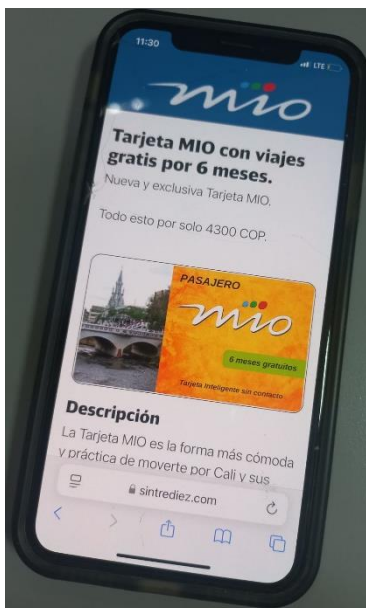 11:30
LTE
mio
Tarjeta MIO con viajes
gratis por 6 meses.
Nueva y exclusiva Tarjeta MIO.
Todo esto por solo 4300 COP.
PASAJERO
mio
6 meses gratuitos
Tarjeta inteligente sin contacto
Descripción
La Tarjeta MIO es la forma más cómoda
y práctica de moverte por Cali y sus
sintrediez.com